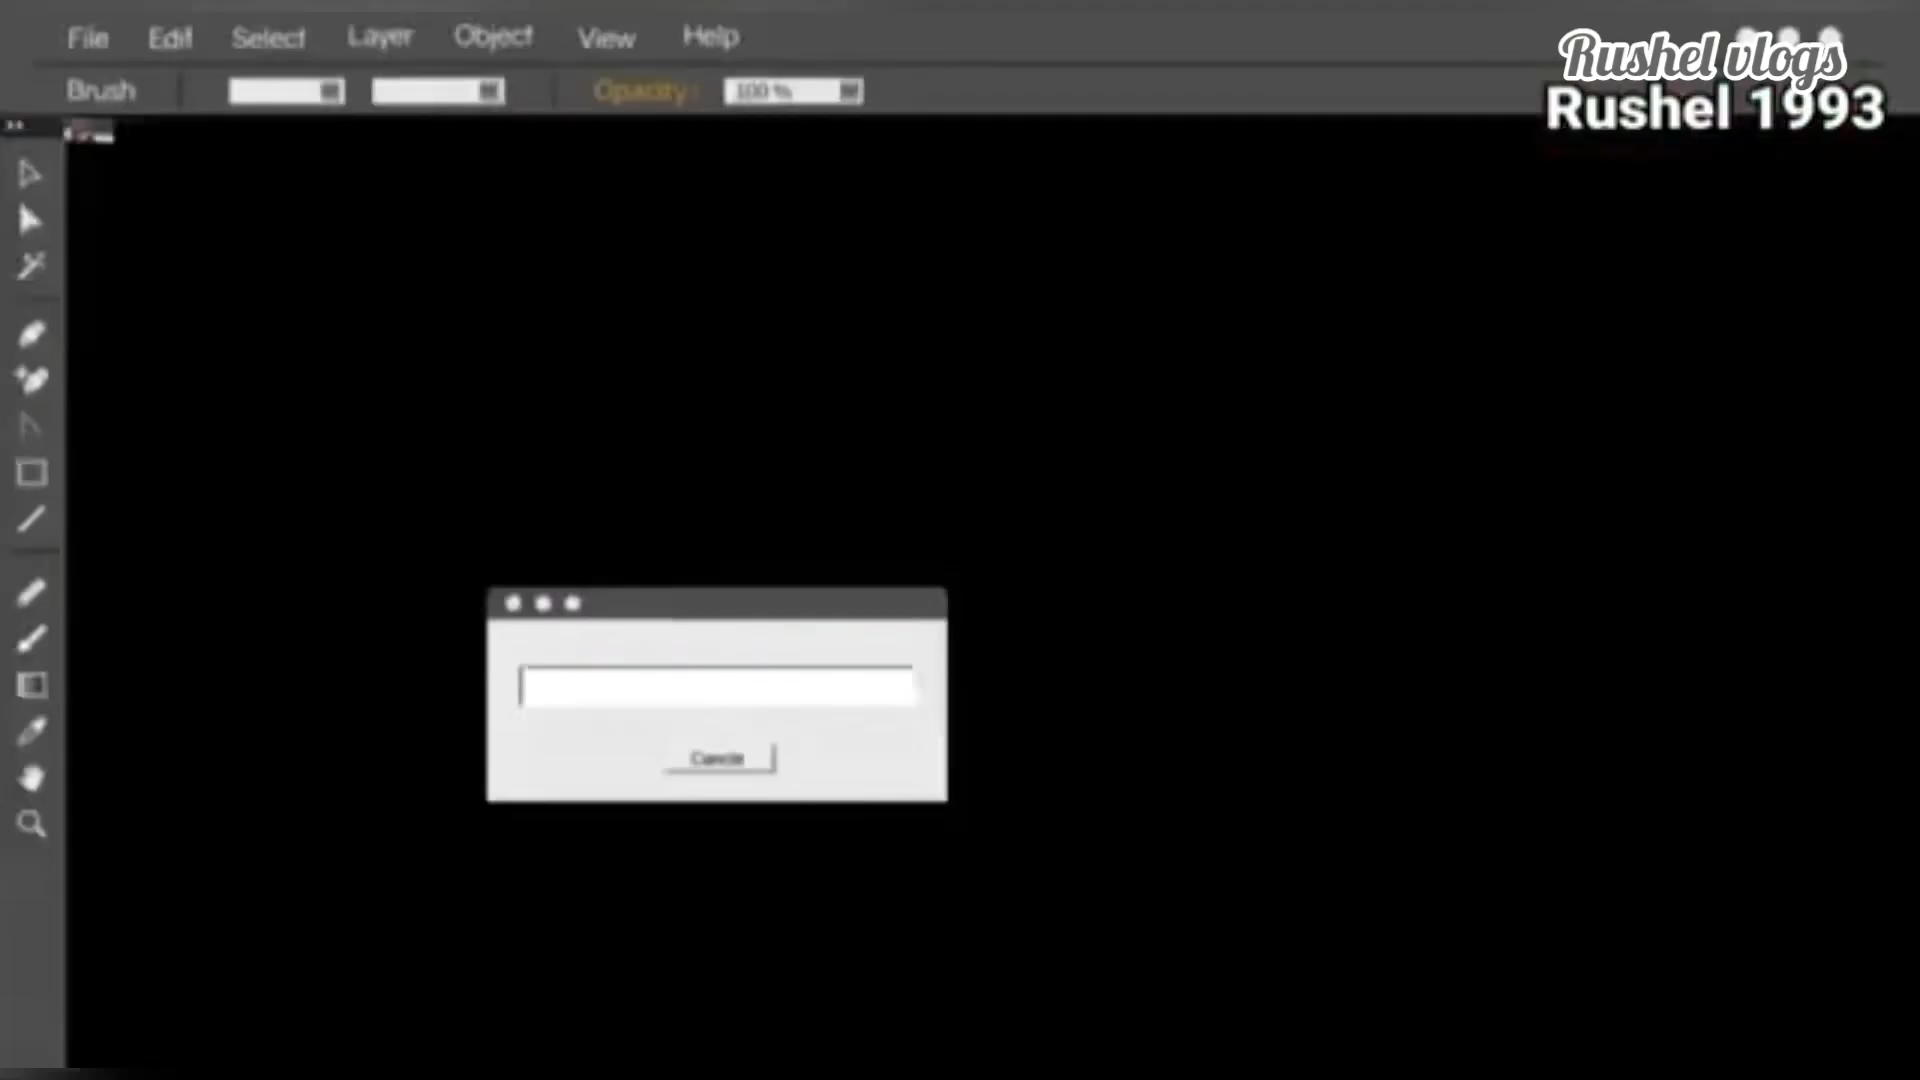 File Edit Select Layer Object View Help
Rushel vlogs
Brush Opacity: 100 %
Rushel 1993
Cancle